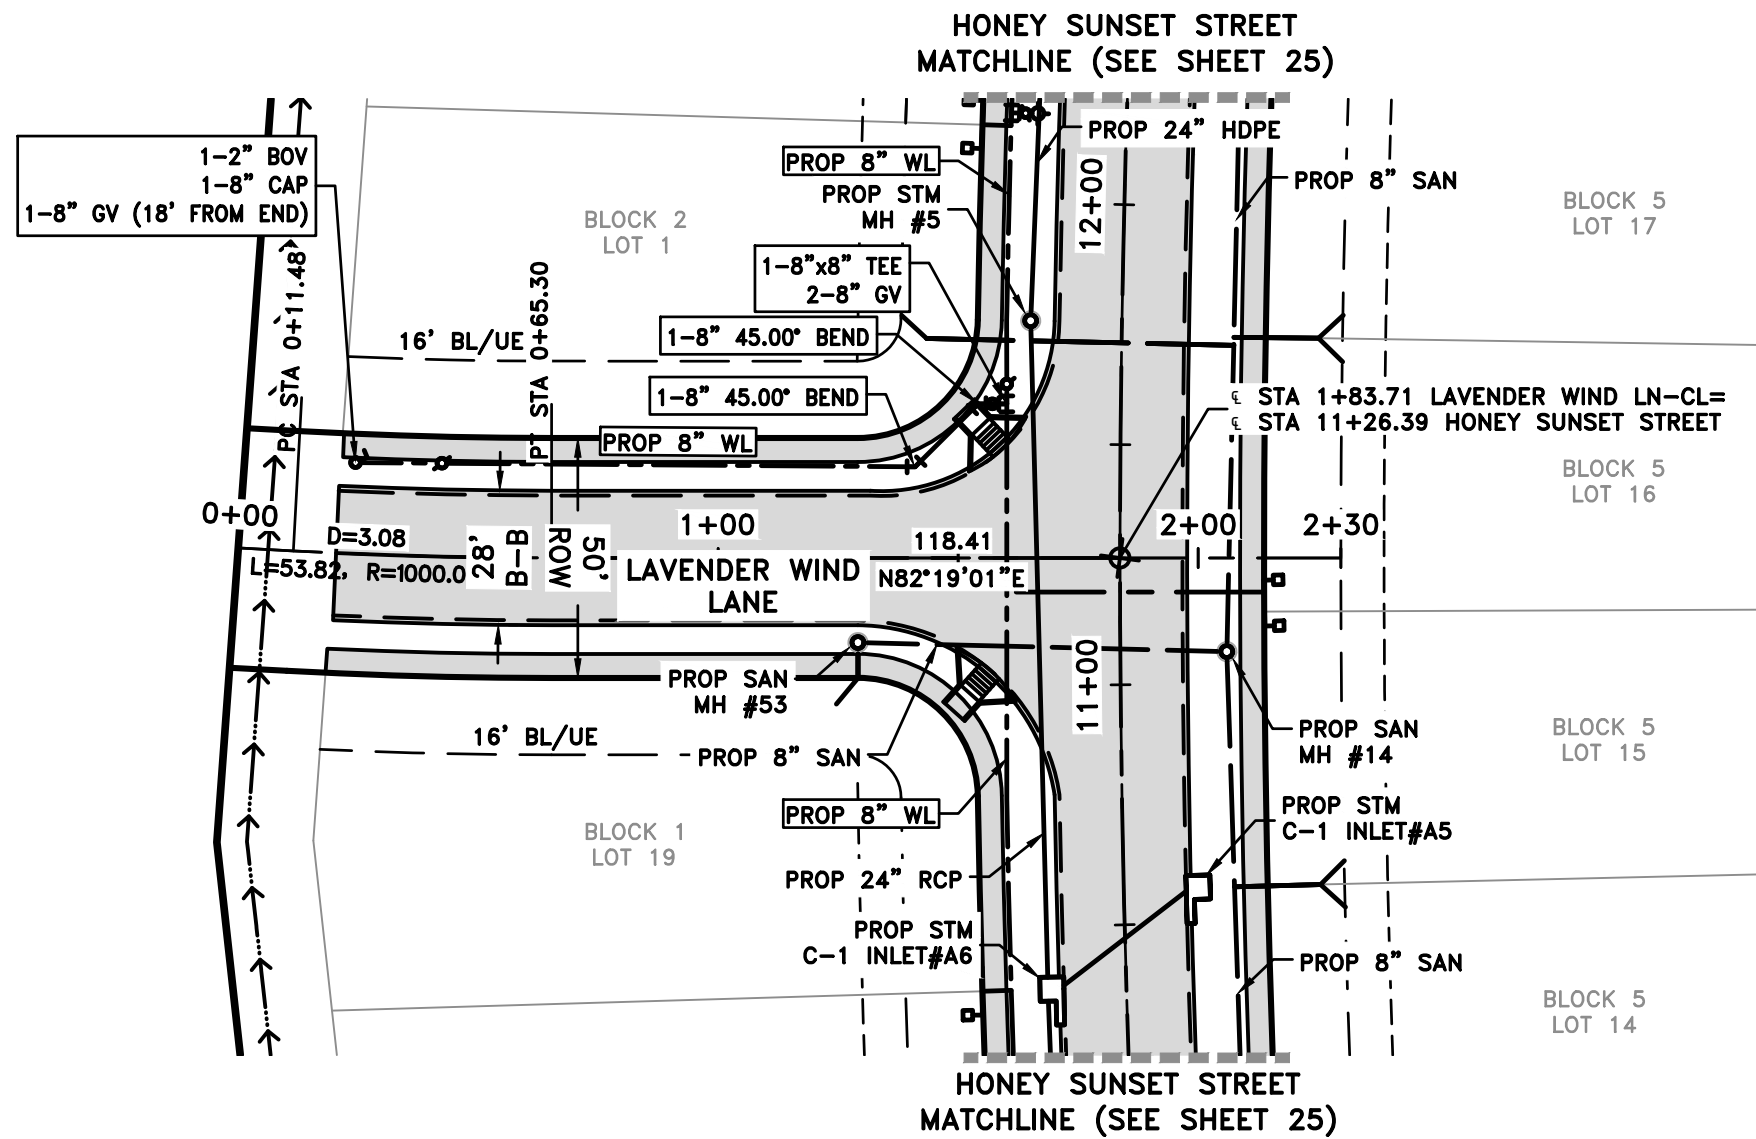 HONEY SUNSET STREET
MATCHLINE (SEE SHEET 25)
1-2" BOV
1-8" CAP
1-8" GV (18' FROM END)
PROP 24" HDPE
PROP 8" WL
PROP STM
MH #5
12+00
PROP 8" SAN
BLOCK 2
LOT 1
BLOCK 5
LOT 17
1-8"x8" TEE
2-8" GV
PC STA 0+11.48
PT STA 0+65.30
16' BL/UE
1-8" 45.00° BEND
1-8" 45.00° BEND
PROP 8" WL
℄ STA 1+83.71 LAVENDER WIND LN-CL=
℄ STA 11+26.39 HONEY SUNSET STREET
BLOCK 5
LOT 16
0+00
1+00
2+00
2+30
D=3.08
L=53.82, R=1000.0
28'
B-B
50'
ROW
LAVENDER WIND
LANE
118.41
N82°19'01"E
11+00
PROP SAN
MH #53
16' BL/UE
PROP 8" SAN
PROP SAN
MH #14
BLOCK 5
LOT 15
PROP 8" WL
PROP STM
C-1 INLET#A5
BLOCK 1
LOT 19
PROP 24" RCP
PROP STM
C-1 INLET#A6
PROP 8" SAN
BLOCK 5
LOT 14
HONEY SUNSET STREET
MATCHLINE (SEE SHEET 25)